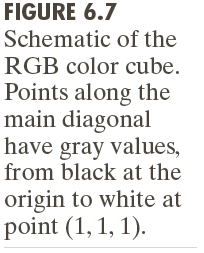 FIGURE 6.7
Schematic of the
RGB color cube.
Points along the
main diagonal
have gray values,
from black at the
origin to white at
point (1, 1, 1).